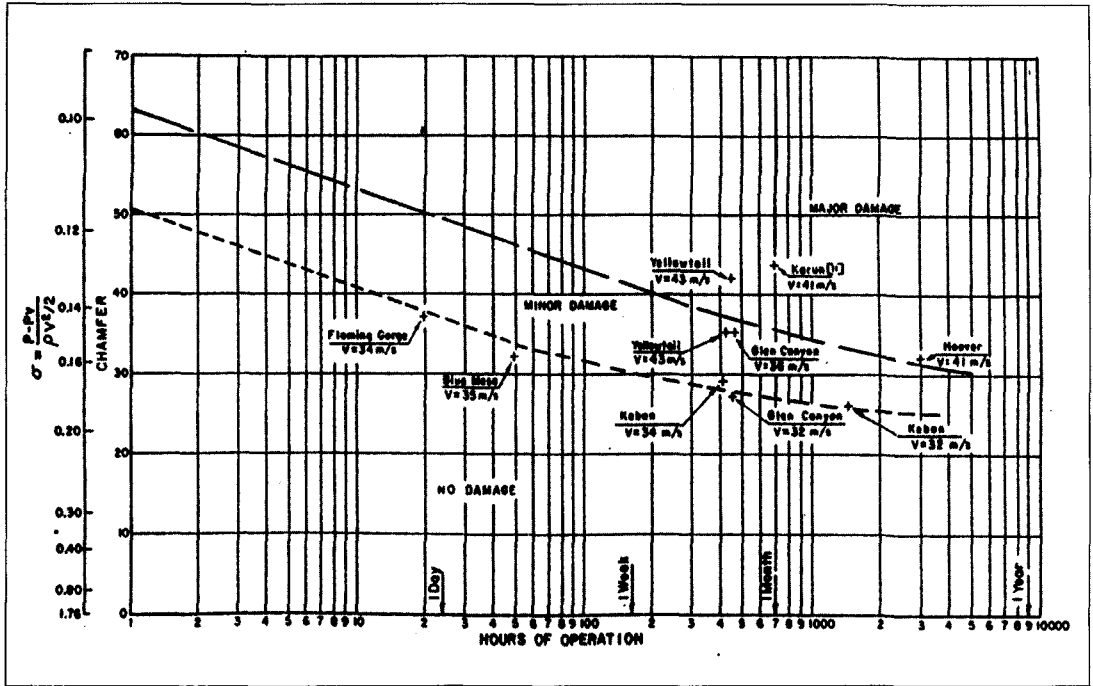 σ = P-Pv / ρV²/2
CHAMFER
0.10
0.12
0.14
0.16
0.20
0.30
0.40
0.80
1.76
70
60
50
40
30
20
10
0
MAJOR DAMAGE
Yellowtail
V=43 m/s
Karun
V=41 m/s
MINOR DAMAGE
Fleming Gorge
V=34 m/s
Yellowtail
V=43 m/s
Glen Canyon
V=36 m/s
Hoover
V=41 m/s
Blue Mesa
V=35 m/s
Keban
V=34 m/s
Glen Canyon
V=32 m/s
Keban
V=32 m/s
NO DAMAGE
1 Day
1 Week
1 Month
1 Year
1 2 3 4 5 6 7 8 9 10 2 3 4 5 6 7 8 9 100 2 3 4 5 6 7 8 9 1000 2 3 4 5 6 7 8 9 10000
HOURS OF OPERATION